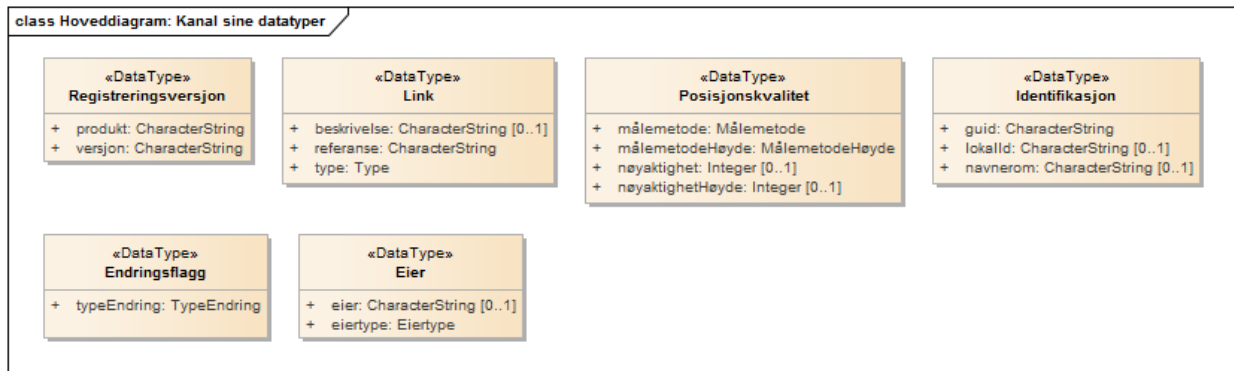 class Hoveddiagram: Kanal sine datatyper
«DataType»
Registreringsversjon
+ produkt: CharacterString
+ versjon: CharacterString
«DataType»
Link
+ beskrivelse: CharacterString [0..1]
+ referanse: CharacterString
+ type: Type
«DataType»
Posisjonskvalitet
+ målemetode: Målemetode
+ målemetodeHøyde: MålemetodeHøyde
+ nøyaktighet: Integer [0..1]
+ nøyaktighetHøyde: Integer [0..1]
«DataType»
Identifikasjon
+ guid: CharacterString
+ lokalId: CharacterString [0..1]
+ navnerom: CharacterString [0..1]
«DataType»
Endringsflagg
+ typeEndring: TypeEndring
«DataType»
Eier
+ eier: CharacterString [0..1]
+ eiertype: Eiertype